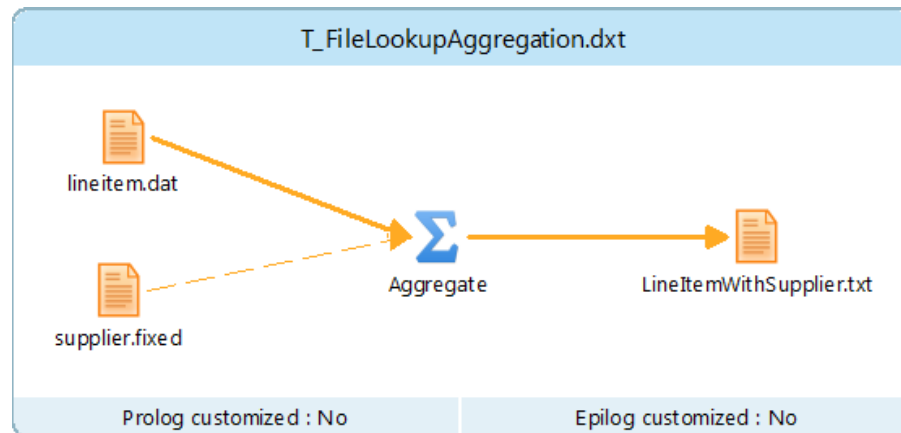 T_FileLookupAggregation.dxt
lineitem.dat
Aggregate
LineItemWithSupplier.txt
supplier.fixed
Prolog customized : No
Epilog customized : No